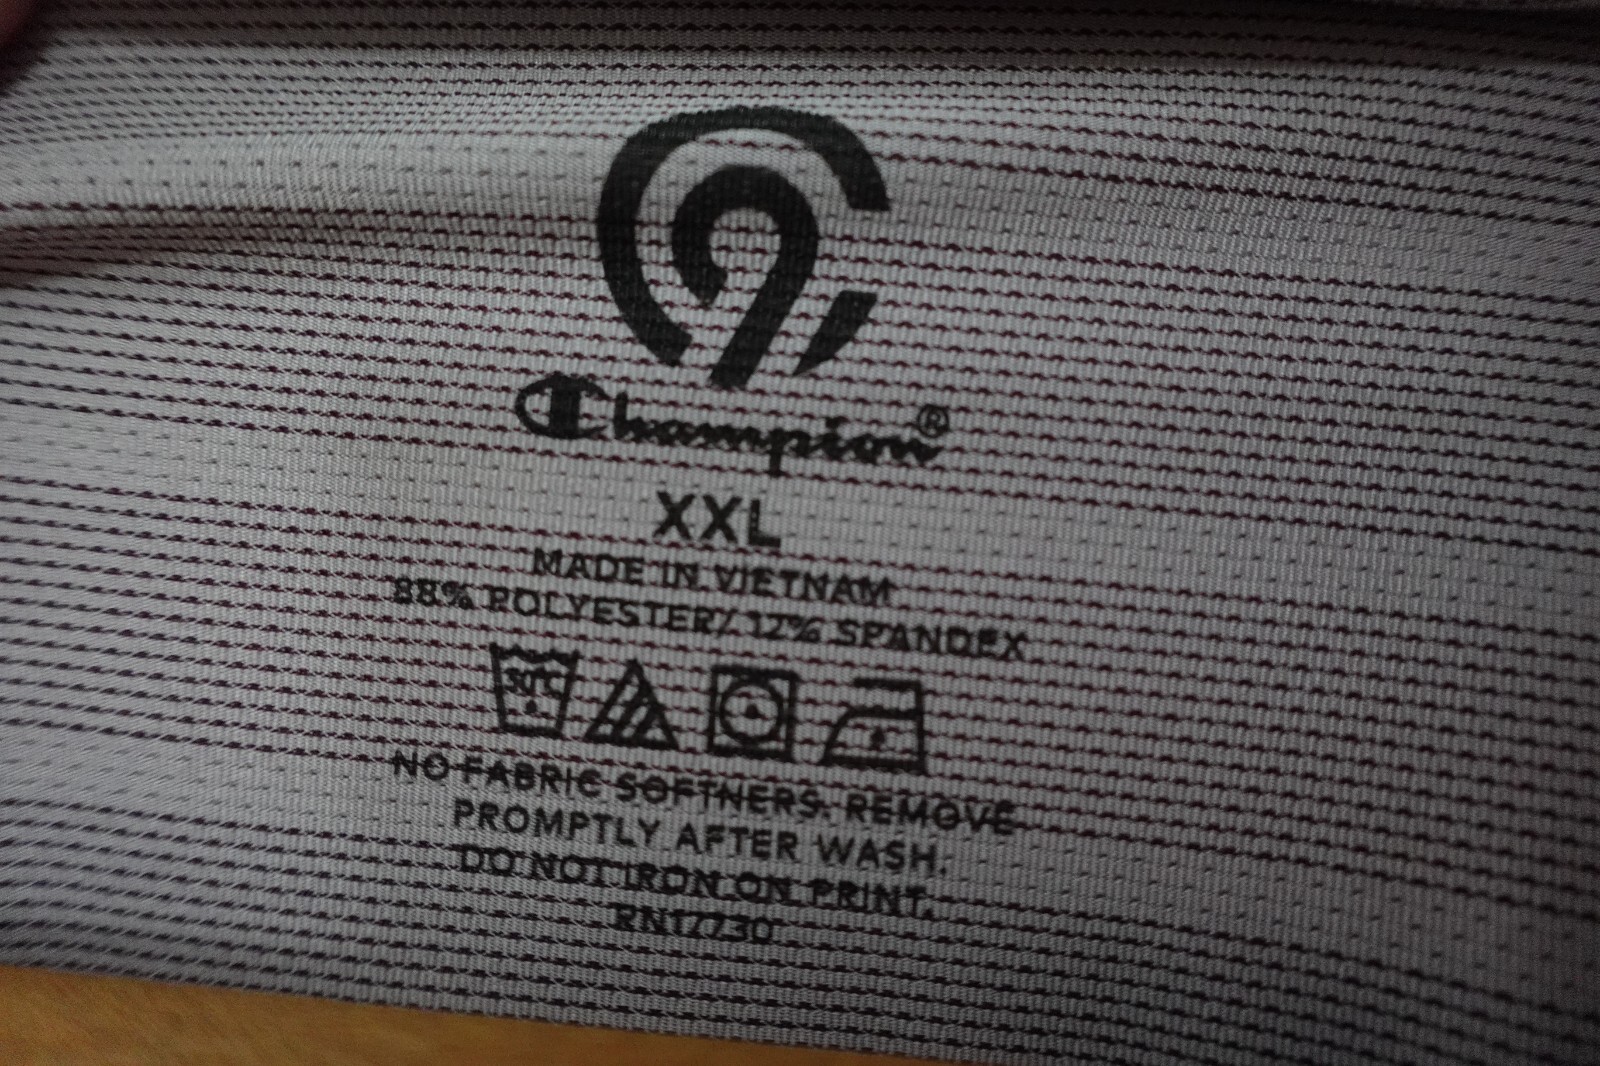 C9
Champion®
XXL
MADE IN VIETNAM
88% POLYESTER/ 12% SPANDEX
30°C
NO FABRIC SOFTNERS. REMOVE
PROMPTLY AFTER WASH.
DO NOT IRON ON PRINT.
RN17730